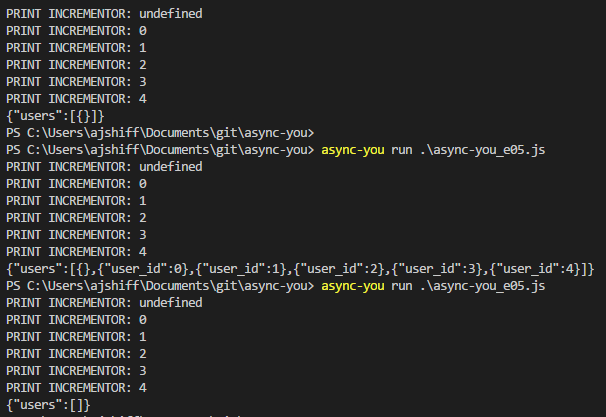 PRINT INCREMENTOR: undefined
PRINT INCREMENTOR: 0
PRINT INCREMENTOR: 1
PRINT INCREMENTOR: 2
PRINT INCREMENTOR: 3
PRINT INCREMENTOR: 4
{"users":[{}]}
PS C:\Users\ajshiff\Documents\git\async-you>
PS C:\Users\ajshiff\Documents\git\async-you> async-you run .\async-you_e05.js
PRINT INCREMENTOR: undefined
PRINT INCREMENTOR: 0
PRINT INCREMENTOR: 1
PRINT INCREMENTOR: 2
PRINT INCREMENTOR: 3
PRINT INCREMENTOR: 4
{"users":[{},{"user_id":0},{"user_id":1},{"user_id":2},{"user_id":3},{"user_id":4}]}
PS C:\Users\ajshiff\Documents\git\async-you> async-you run .\async-you_e05.js
PRINT INCREMENTOR: undefined
PRINT INCREMENTOR: 0
PRINT INCREMENTOR: 1
PRINT INCREMENTOR: 2
PRINT INCREMENTOR: 3
PRINT INCREMENTOR: 4
{"users":[]}